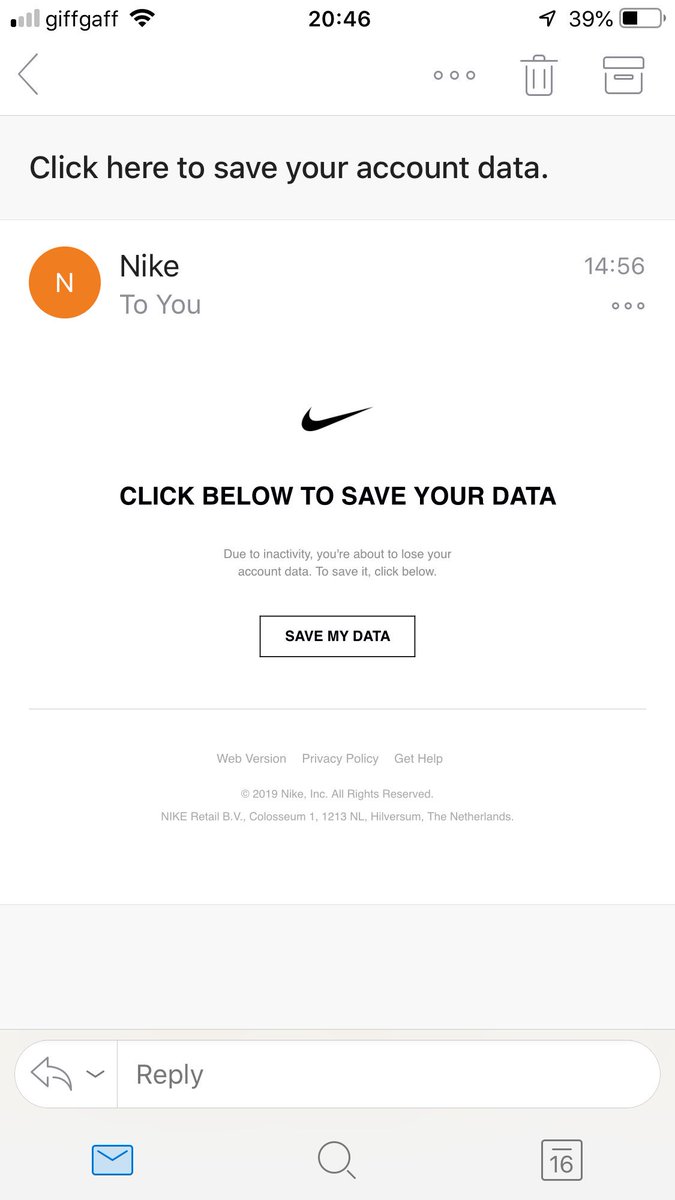 giffgaff 20:46 39%
Click here to save your account data.
N
Nike 14:56
To You
CLICK BELOW TO SAVE YOUR DATA
Due to inactivity, you're about to lose your
account data. To save it, click below.
SAVE MY DATA
Web Version Privacy Policy Get Help
© 2019 Nike, Inc. All Rights Reserved.
NIKE Retail B.V., Colosseum 1, 1213 NL, Hilversum, The Netherlands.
Reply
16